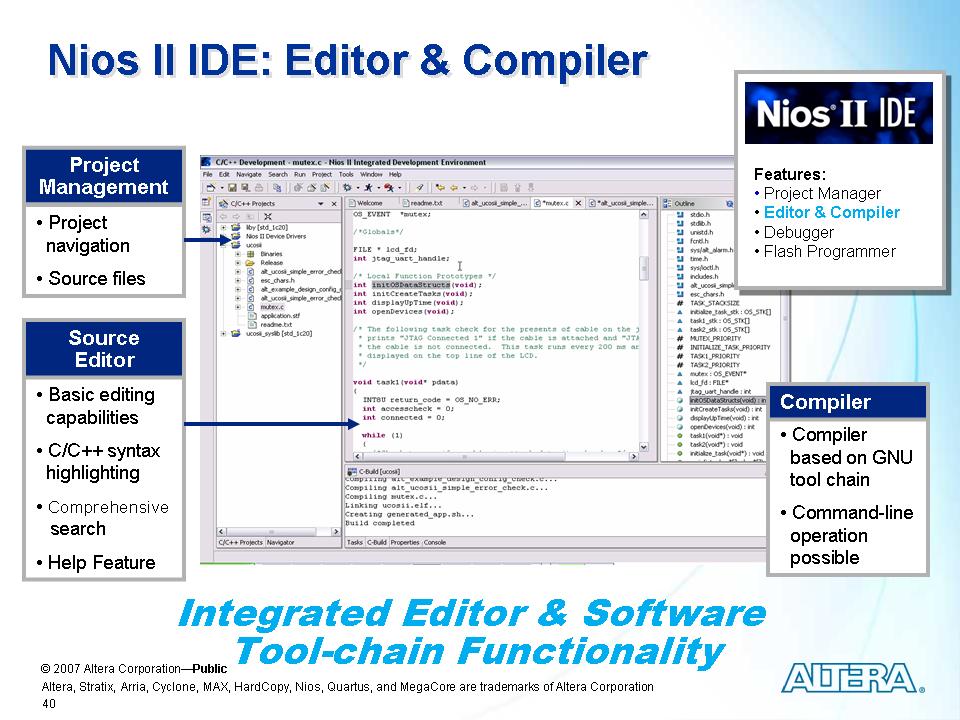 Nios II IDE: Editor & Compiler
Nios II IDE
Features:
• Project Manager
• Editor & Compiler
• Debugger
• Flash Programmer
Project
Management
• Project
navigation
• Source files
Source
Editor
• Basic editing
capabilities
• C/C++ syntax
highlighting
• Comprehensive
search
• Help Feature
C/C++ Development - mutex.c - Nios II Integrated Development Environment
File Edit Navigate Search Run Project Tools Window Help
C/C++ Projects
liby [std_1c20]
Nios II Device Drivers
ucosii
Binaries
Release
alt_ucosii_simple_error_chec
esc_chars.h
alt_example_design_config_c
alt_ucosii_simple_error_chec
mutex.c
application.stf
readme.txt
ucosii_syslib [std_1c20]
C/C++ Projects Navigator
Welcome readme.txt alt_ucosii_simple... *mutex.c *alt_ucosii_simple...
OS_EVENT *mutex;
/*Globals*/
FILE * lcd_fd;
int jtag_uart_handle;
/* Local Function Prototypes */
int initOSDataStructs(void);
int initCreateTasks(void);
int displayUpTime(void);
int openDevices(void);
/* The following task check for the presents of cable on the j
* prints "JTAG Connected 1" if the cable is attached and "JTA
* the cable is not connected. This task runs every 200 ms an
* displayed on the top line of the LCD.
*/
void task1(void* pdata)
{
INT8U return_code = OS_NO_ERR;
int accesscheck = 0;
int connected = 0;
while (1)
{
Outline
stdio.h
stdlib.h
unistd.h
fcntl.h
sys/alt_alarm.h
time.h
sys/ioctl.h
includes.h
alt_ucosii_simple_
esc_chars.h
TASK_STACKSIZE
initialize_task_stk : OS_STK[]
task1_stk : OS_STK[]
task2_stk : OS_STK[]
MUTEX_PRIORITY
INITIALIZE_TASK_PRIORITY
TASK1_PRIORITY
TASK2_PRIORITY
mutex : OS_EVENT*
lcd_fd : FILE*
jtag_uart_handle : int
initOSDataStructs(void) : int
initCreateTasks(void) : int
displayUpTime(void) : int
openDevices(void) : int
task1(void*) : void
task2(void*) : void
initialize_task(void*) : void
C-Build [ucosii]
Compiling alt_example_design_config_check.c...
Compiling alt_ucosii_simple_error_check.c...
Compiling mutex.c...
Linking ucosii.elf...
Creating generated_app.sh...
Build completed
Tasks C-Build Properties Console
Compiler
• Compiler
based on GNU
tool chain
• Command-line
operation
possible
Integrated Editor & Software
Tool-chain Functionality
© 2007 Altera Corporation—Public
Altera, Stratix, Arria, Cyclone, MAX, HardCopy, Nios, Quartus, and MegaCore are trademarks of Altera Corporation
40
ALTERA